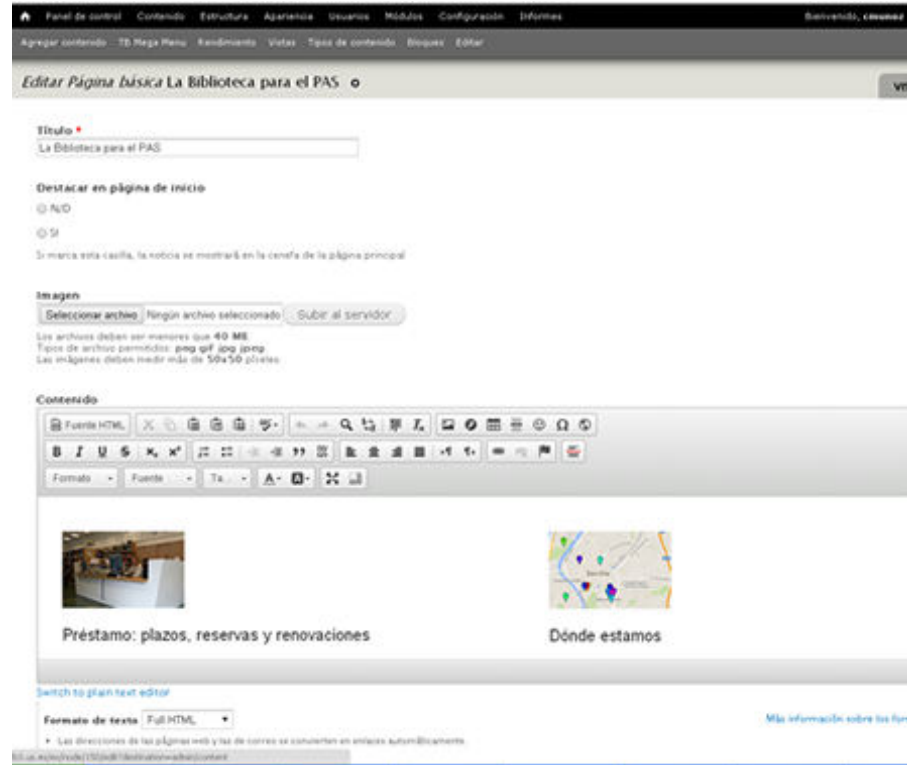 Panel de control Contenido Estructura Apariencia Usuarios Módulos Configuración Informes Bienvenido, cmunoz
Agregar contenido TB Mega Menu Rendimiento Vistas Tipos de contenido Bloques Editar
Editar Página básica La Biblioteca para el PAS
Título *
La Biblioteca para el PAS
Destacar en página de inicio
N/D
SI
Si marca esta casilla, la noticia se mostrará en la cenefa de la página principal
Imagen
Seleccionar archivo Ningún archivo seleccionado Subir al servidor
Los archivos deben ser menores que 40 MB.
Tipos de archivo permitidos: png gif jpg jpeg.
Las imágenes deben medir más de 50x50 píxeles
Contenido
Fuente HTML
B I U S x₂ x²
Formato Fuente Ta... A A
Préstamo: plazos, reservas y renovaciones Dónde estamos
Switch to plain text editor
Formato de texto Full HTML Más información sobre los for
Las direcciones de las páginas web y las de correo se convierten en enlaces automáticamente.